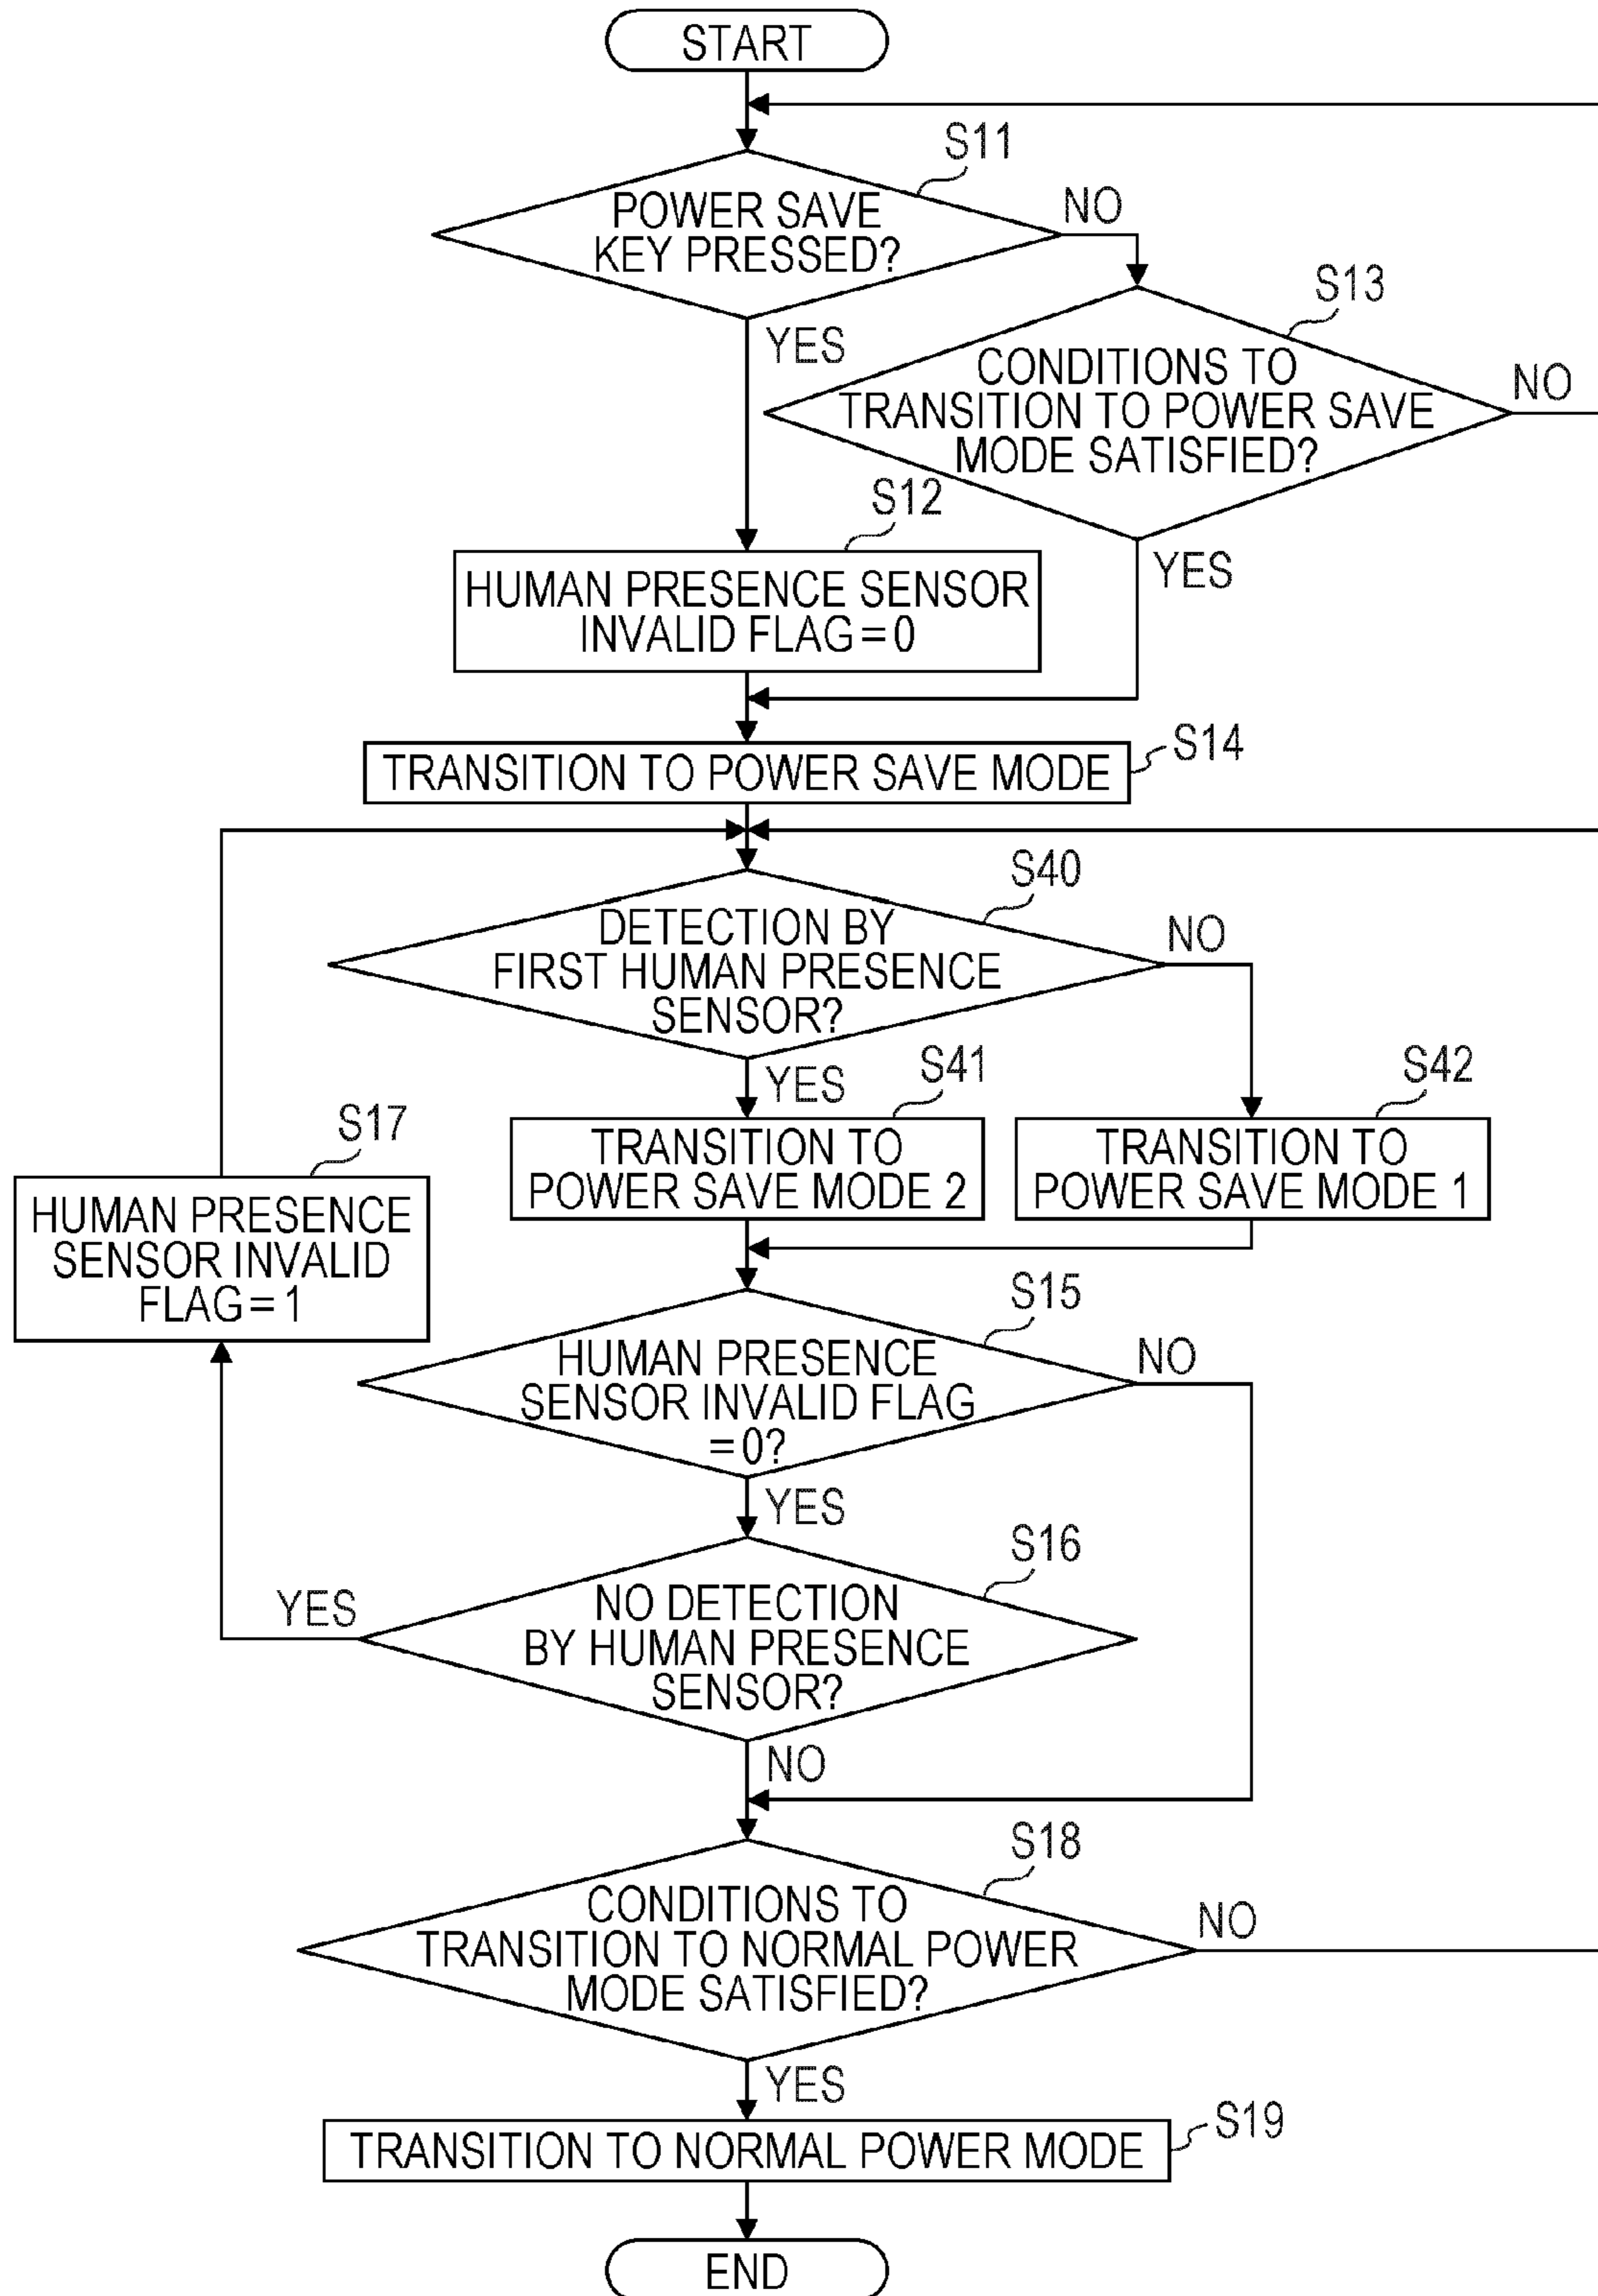 START
S11
POWER SAVE
KEY PRESSED?
NO
YES
S13
CONDITIONS TO
TRANSITION TO POWER SAVE
MODE SATISFIED?
NO
YES
S12
HUMAN PRESENCE SENSOR
INVALID FLAG=0
S14
TRANSITION TO POWER SAVE MODE
S40
DETECTION BY
FIRST HUMAN PRESENCE
SENSOR?
NO
YES
S41
TRANSITION TO
POWER SAVE MODE 2
S42
TRANSITION TO
POWER SAVE MODE 1
S17
HUMAN PRESENCE
SENSOR INVALID
FLAG=1
S15
HUMAN PRESENCE
SENSOR INVALID FLAG
=0?
NO
YES
S16
NO DETECTION
BY HUMAN PRESENCE
SENSOR?
YES
NO
S18
CONDITIONS TO
TRANSITION TO NORMAL POWER
MODE SATISFIED?
NO
YES
S19
TRANSITION TO NORMAL POWER MODE
END